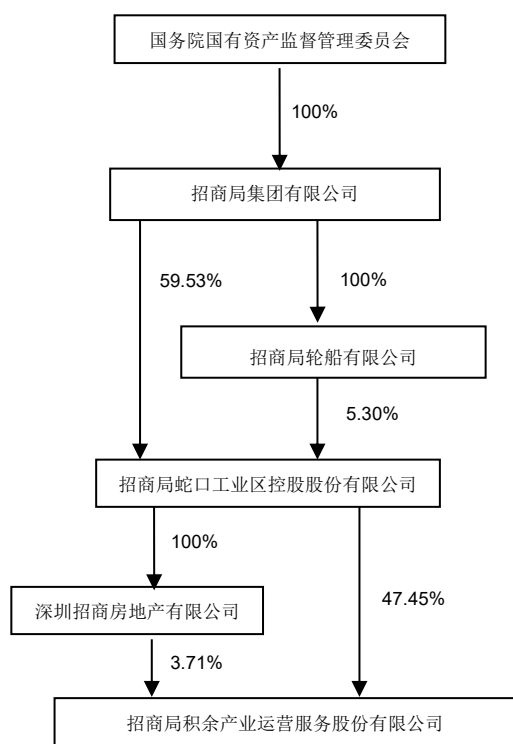 国务院国有资产监督管理委员会
100%
招商局集团有限公司
59.53%
100%
招商局轮船有限公司
5.30%
招商局蛇口工业区控股股份有限公司
100%
47.45%
深圳招商房地产有限公司
3.71%
招商局积余产业运营服务股份有限公司